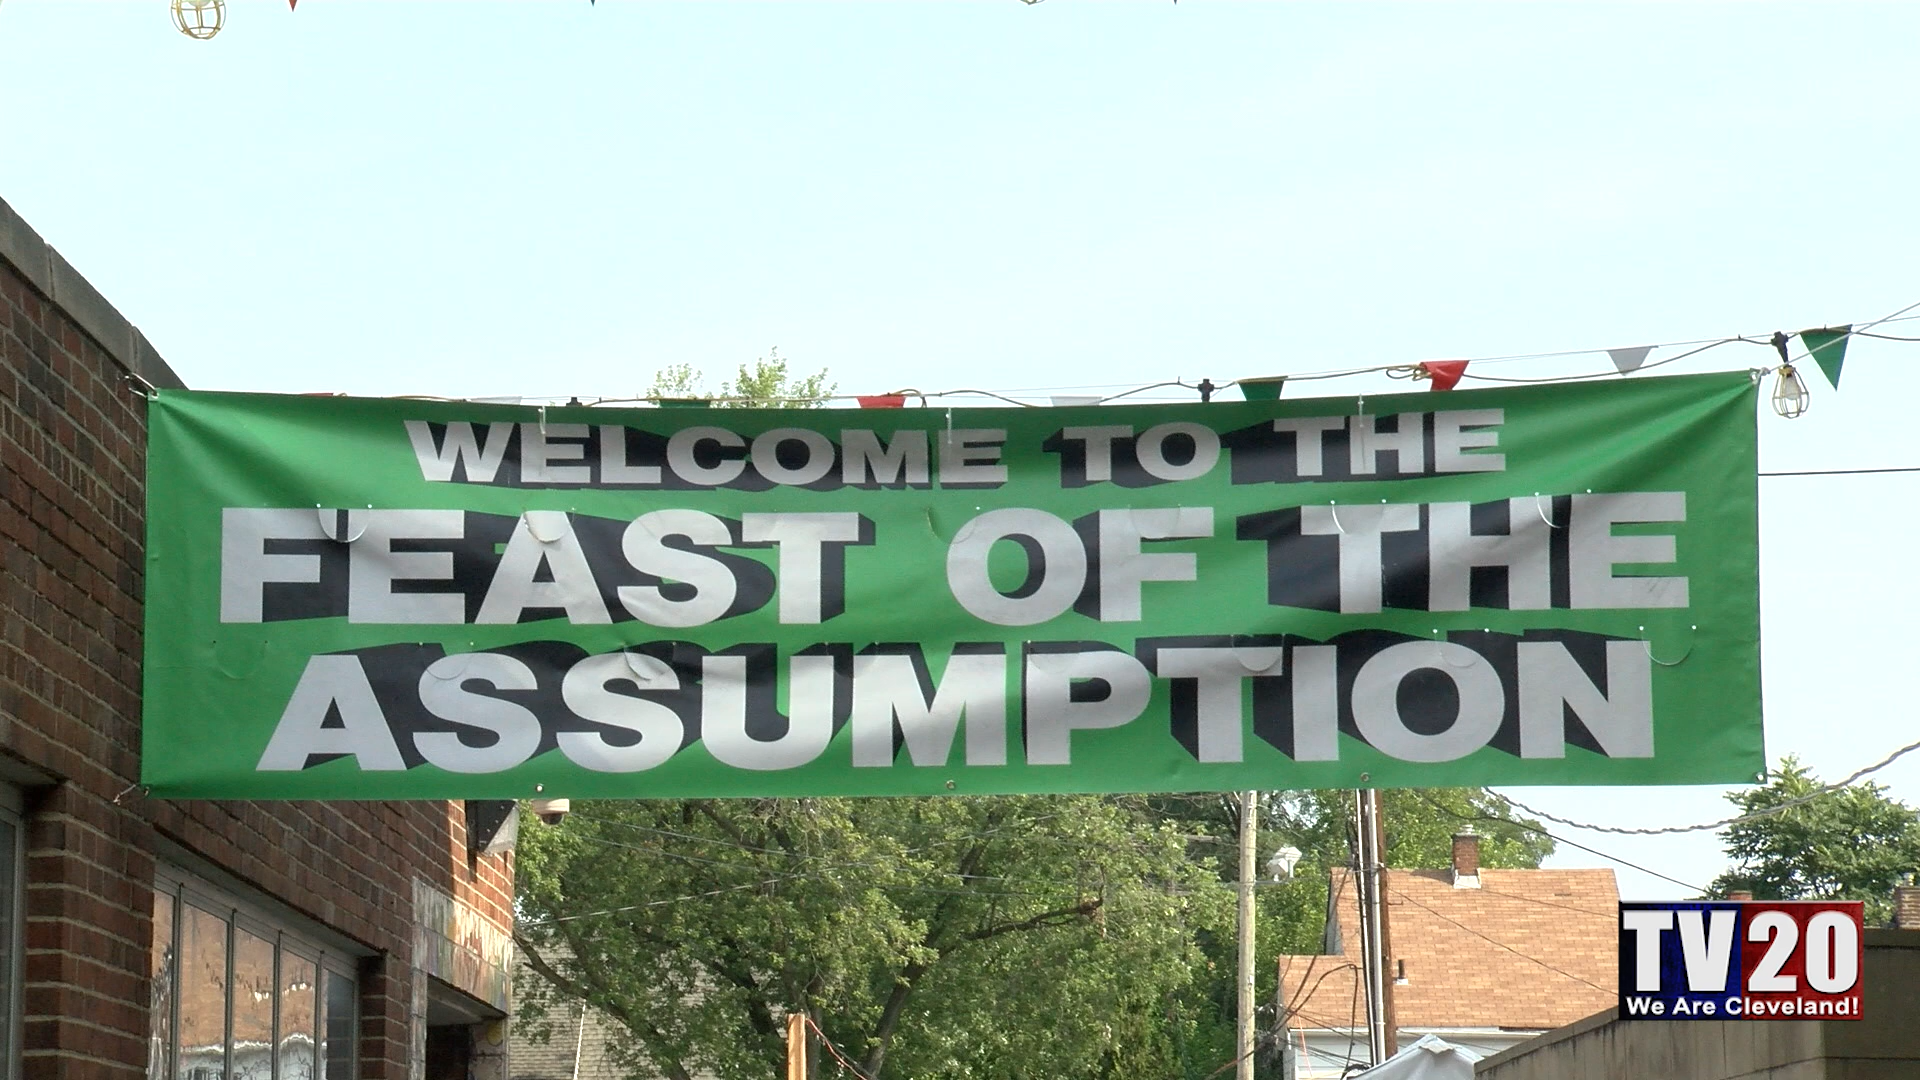 WELCOME TO THE
FEAST OF THE
ASSUMPTION
TV20
We Are Cleveland!